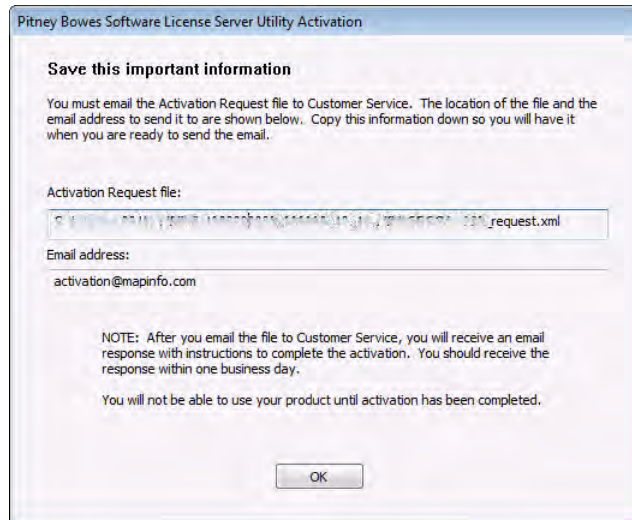 Pitney Bowes Software License Server Utility Activation
Save this important information
You must email the Activation Request file to Customer Service. The location of the file and the
email address to send it to are shown below. Copy this information down so you will have it
when you are ready to send the email.
Activation Request file:
_request.xml
Email address:
activation@mapinfo.com
NOTE: After you email the file to Customer Service, you will receive an email
response with instructions to complete the activation. You should receive the
response within one business day.
You will not be able to use your product until activation has been completed.
OK